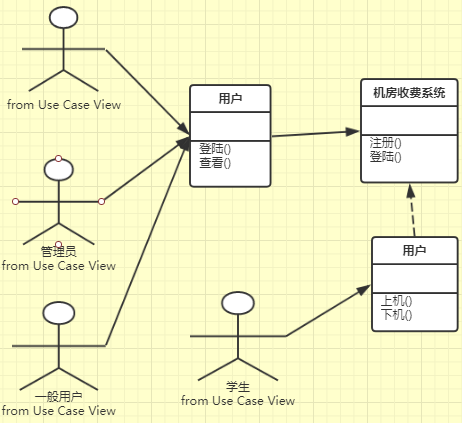 from Use Case View
用户
登陆()
查看()
机房收费系统
注册()
登陆()
管理员
from Use Case View
用户
上机()
下机()
一般用户
from Use Case View
学生
from Use Case View